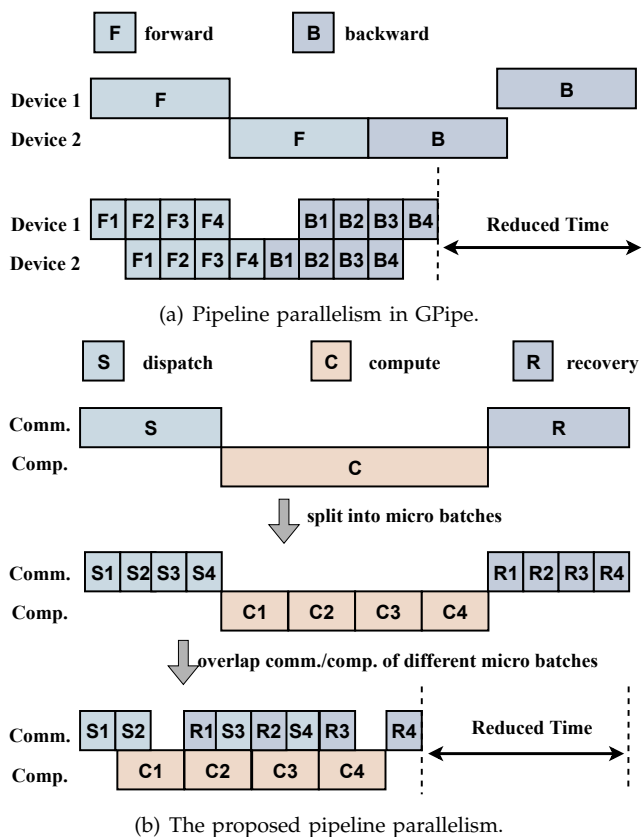 F forward B backward
Device 1 F B
Device 2 F B
Device 1 F1 F2 F3 F4 B1 B2 B3 B4 Reduced Time
Device 2 F1 F2 F3 F4 B1 B2 B3 B4
(a) Pipeline parallelism in GPipe.
S dispatch C compute R recovery
Comm. S R
Comp. C
split into micro batches
Comm. S1 S2 S3 S4 R1 R2 R3 R4
Comp. C1 C2 C3 C4
overlap comm./comp. of different micro batches
Comm. S1 S2 R1 S3 R2 S4 R3 R4 Reduced Time
Comp. C1 C2 C3 C4
(b) The proposed pipeline parallelism.